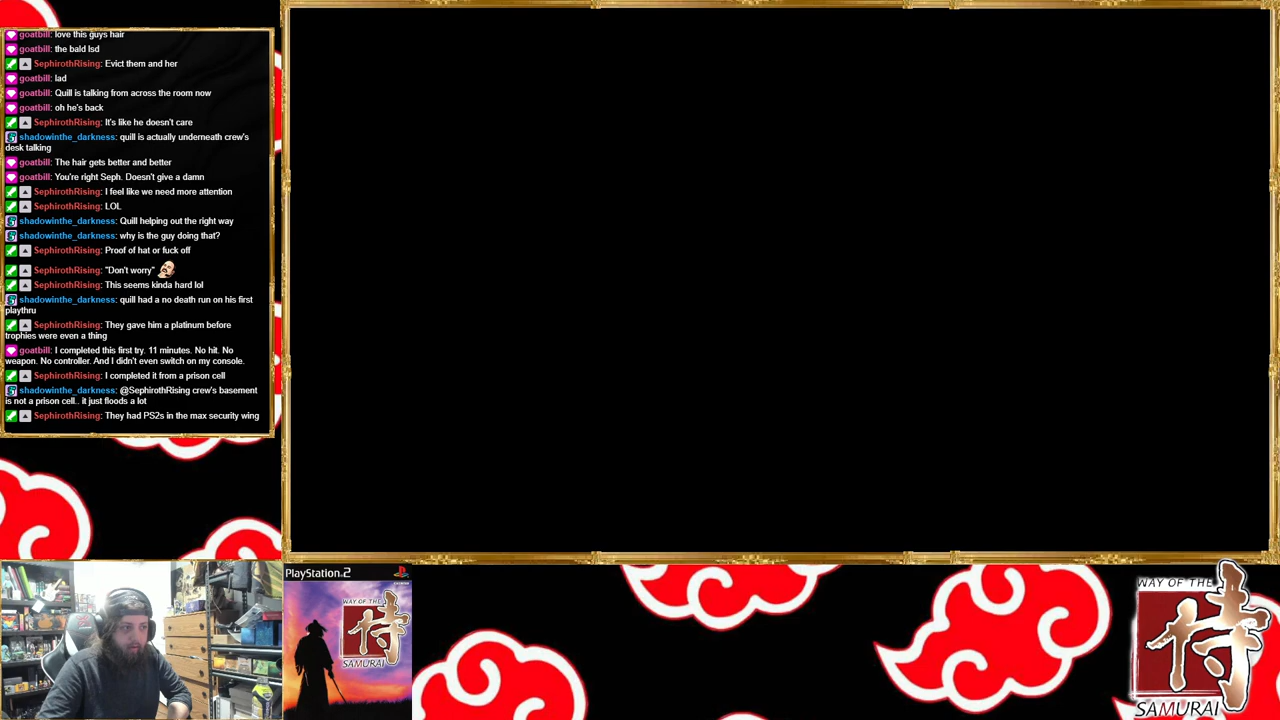 goatbill: love this guys hair
goatbill: the bald lsd
SephirothRising: Evict them and her
goatbill: lad
goatbill: Quill is talking from across the room now
goatbill: oh he's back
SephirothRising: It's like he doesn't care
shadowinthe_darkness: quill is actually underneath crew's
desk talking
goatbill: The hair gets better and better
goatbill: You're right Seph. Doesn't give a damn
SephirothRising: I feel like we need more attention
SephirothRising: LOL
shadowinthe_darkness: Quill helping out the right way
shadowinthe_darkness: why is the guy doing that?
SephirothRising: Proof of hat or fuck off
SephirothRising: "Don't worry"
SephirothRising: This seems kinda hard lol
shadowinthe_darkness: quill had a no death run on his first
playthru
SephirothRising: They gave him a platinum before
trophies were even a thing
goatbill: I completed this first try. 11 minutes. No hit. No
weapon. No controller. And I didn't even switch on my console.
SephirothRising: I completed it from a prison cell
shadowinthe_darkness: @SephirothRising crew's basement
is not a prison cell.. it just floods a lot
SephirothRising: They had PS2s in the max security wing
PlayStation.2
WAY OF THE
侍
SAMURAI
WAY OF THE
侍
SAMURAI